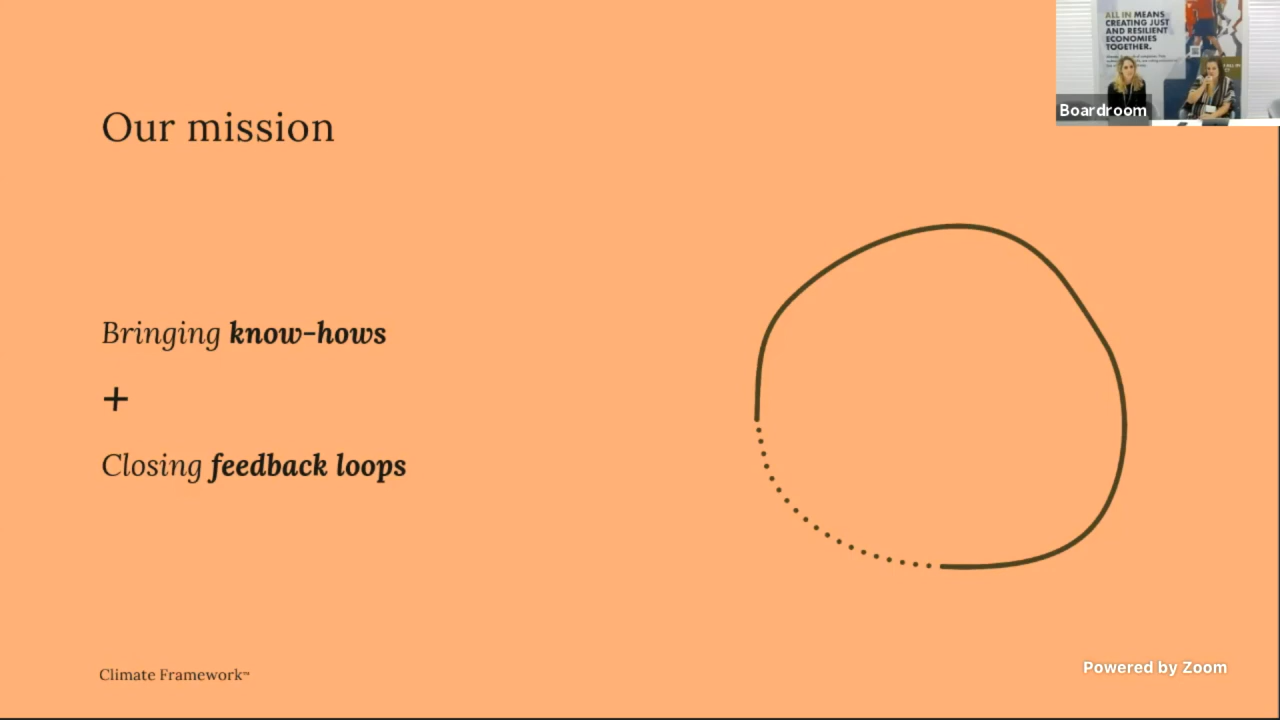 Our mission
Bringing know-hows
+
Closing feedback loops
Climate Framework™
ALL IN MEANS
CREATING JUST
AND RESILIENT
ECONOMIES
TOGETHER.
Boardroom
Powered by Zoom